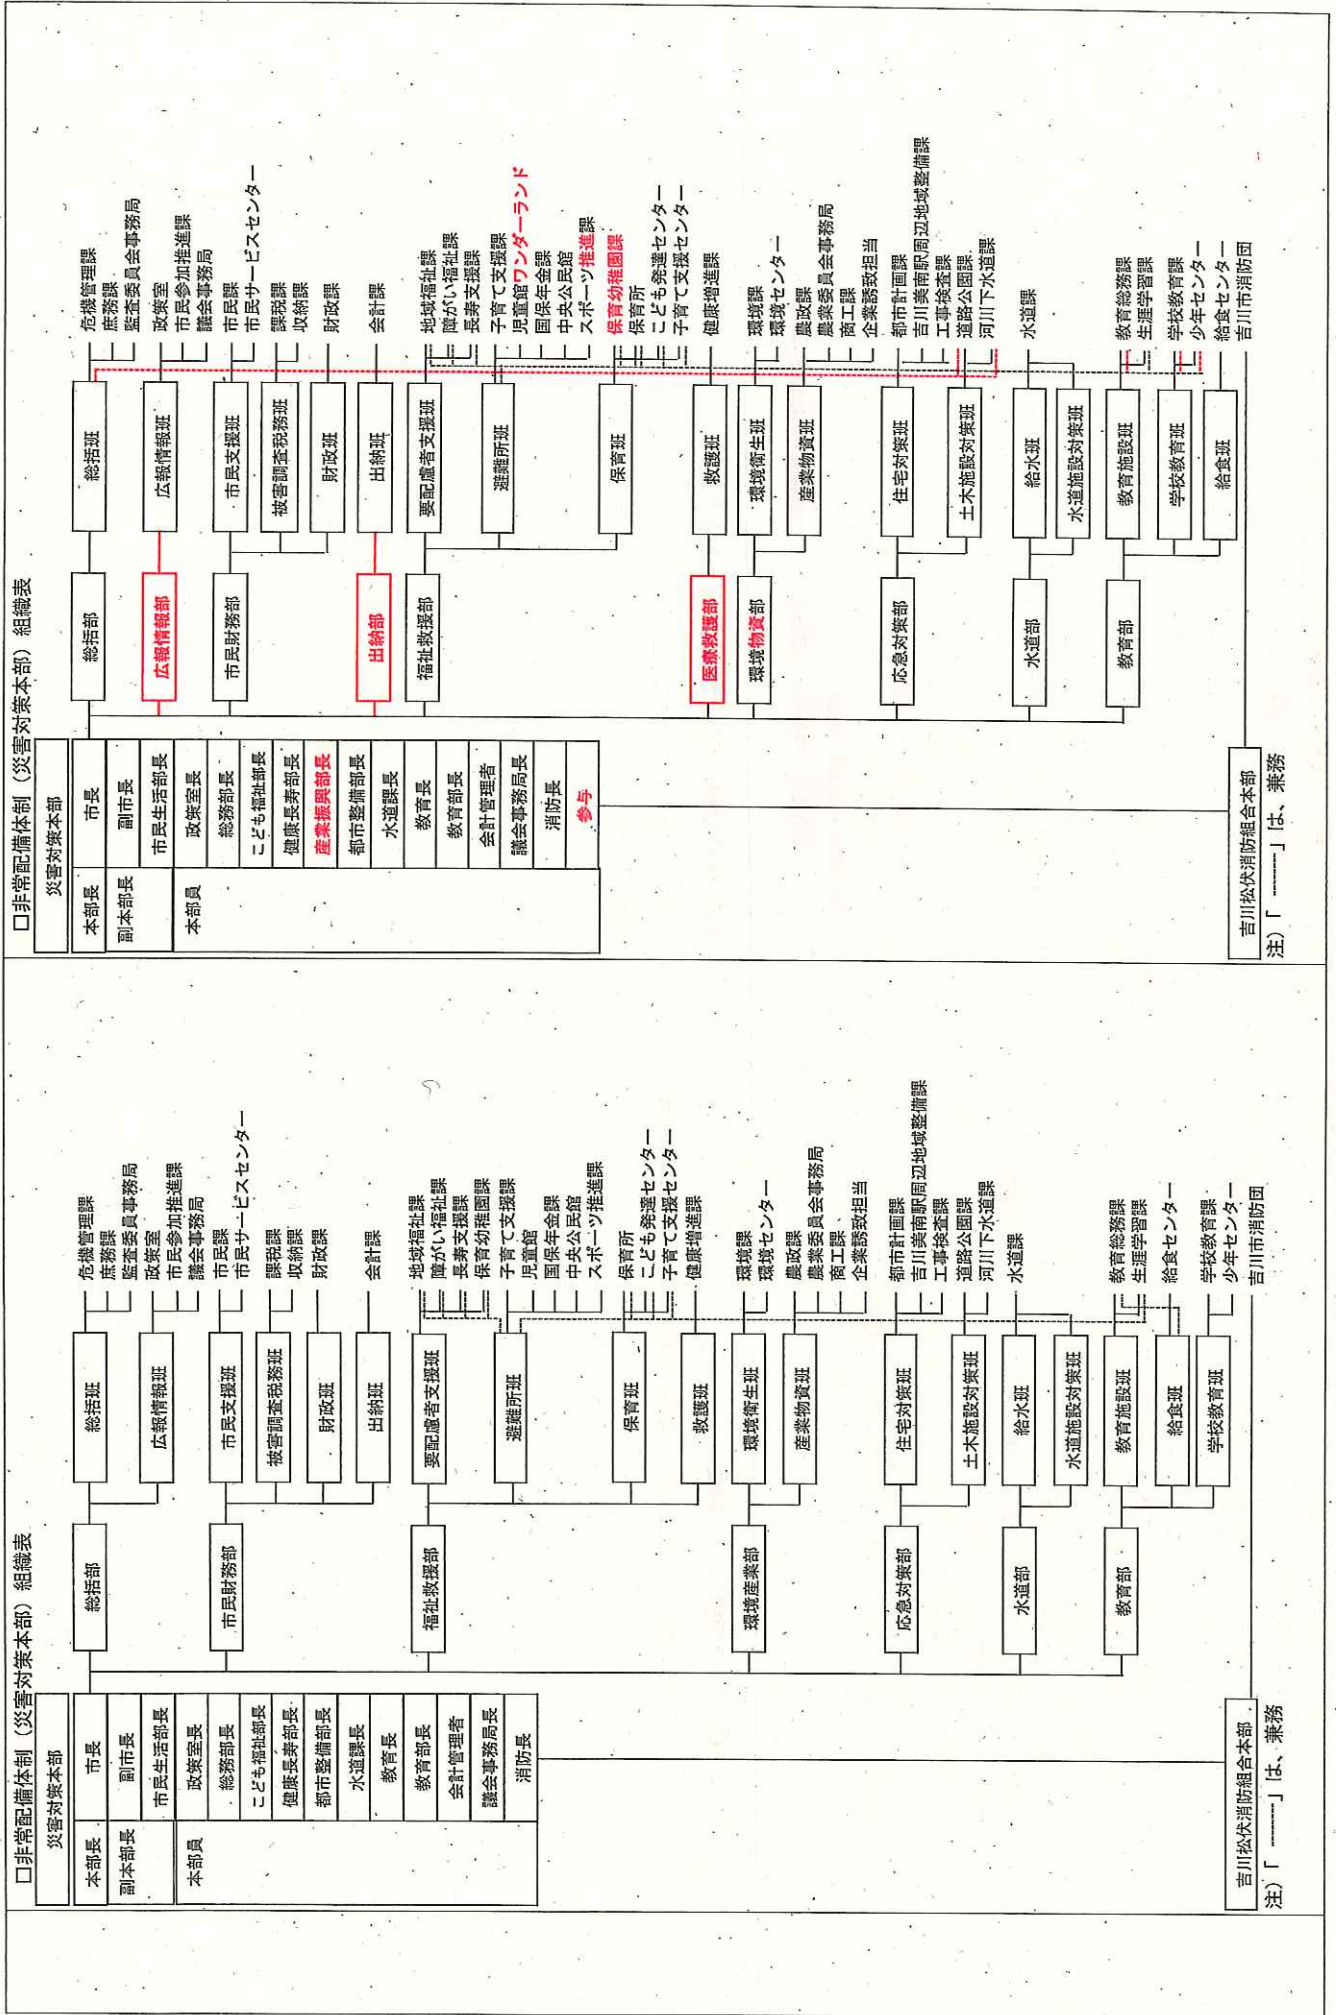 □非常配備体制（災害対策本部）組織表
災害対策本部
本部長 市長
副本部長 副市長
市民生活部長
本部員 政策室長
総務部長
こども福祉部長
健康長寿部長
都市整備部長
水道課長
教育長
教育部長
会計管理者
議会事務局長
消防長
総括部
総括班
危機管理課
庶務課
監査委員事務局
広報情報班
政策室
市民参加推進課
議会事務局
市民財務部
市民支援班
市民課
市民サービスセンター
被害調査税務班
課税課
収納課
財政班
財政課
出納班
会計課
福祉救援部
要配慮者支援班
地域福祉課
障がい福祉課
長寿支援課
保育幼稚園課
避難所班
子育て支援課
児童館
国保年金課
中央公民館
スポーツ推進課
保育班
保育所
こども発達センター
子育て支援センター
救護班
健康増進課
環境産業部
環境衛生班
環境課
環境センター
産業物資班
農政課
農業委員会事務局
商工課
企業誘致担当
応急対策部
住宅対策班
都市計画課
吉川美南駅周辺地域整備課
工事検査課
土木施設対策班
道路公園課
河川下水道課
水道部
給水班
水道課
水道施設対策班
教育部
教育施設班
教育総務課
生涯学習課
給食班
給食センター
学校教育班
学校教育課
少年センター
吉川松伏消防組合本部
吉川市消防団
注）「 -------- 」は、兼務
□非常配備体制（災害対策本部）組織表
災害対策本部
本部長 市長
副本部長 副市長
市民生活部長
本部員 政策室長
総務部長
こども福祉部長
健康長寿部長
産業振興部長
都市整備部長
水道課長
教育長
教育部長
会計管理者
議会事務局長
消防長
参与
総括部
総括班
危機管理課
庶務課
監査委員会事務局
広報情報部
広報情報班
政策室
市民参加推進課
議会事務局
市民財務部
市民支援班
市民課
市民サービスセンター
被害調査税務班
課税課
収納課
財政班
財政課
出納部
出納班
会計課
福祉救援部
要配慮者支援班
地域福祉課
障がい福祉課
長寿支援課
避難所班
子育て支援課
児童館ワンダーランド
国保年金課
中央公民館
スポーツ推進課
保育班
保育幼稚園課
保育所
こども発達センター
子育て支援センター
医療救護部
救護班
健康増進課
環境物資部
環境衛生班
環境課
環境センター
産業物資班
農政課
農業委員会事務局
商工課
企業誘致担当
応急対策部
住宅対策班
都市計画課
吉川美南駅周辺地域整備課
工事検査課
土木施設対策班
道路公園課
河川下水道課
水道部
給水班
水道課
水道施設対策班
教育部
教育施設班
教育総務課
生涯学習課
学校教育班
学校教育課
少年センター
給食班
給食センター
吉川松伏消防組合本部
吉川市消防団
注）「 -------- 」は、兼務